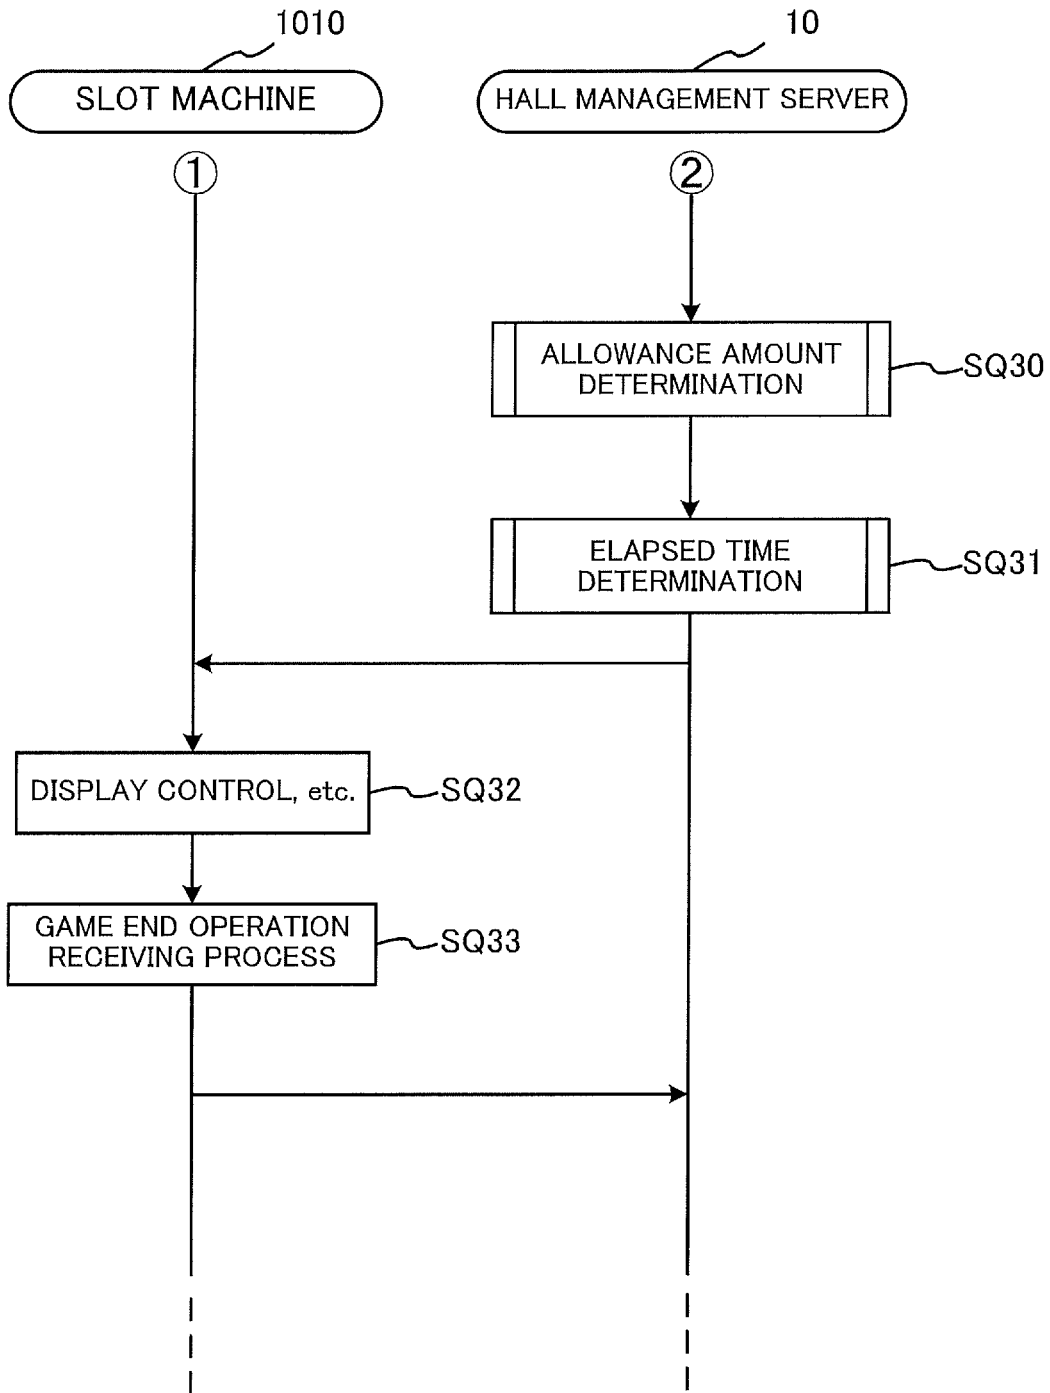 1010
10
SLOT MACHINE
HALL MANAGEMENT SERVER
①
②
ALLOWANCE AMOUNT
DETERMINATION
SQ30
ELAPSED TIME
DETERMINATION
SQ31
DISPLAY CONTROL, etc.
SQ32
GAME END OPERATION
RECEIVING PROCESS
SQ33